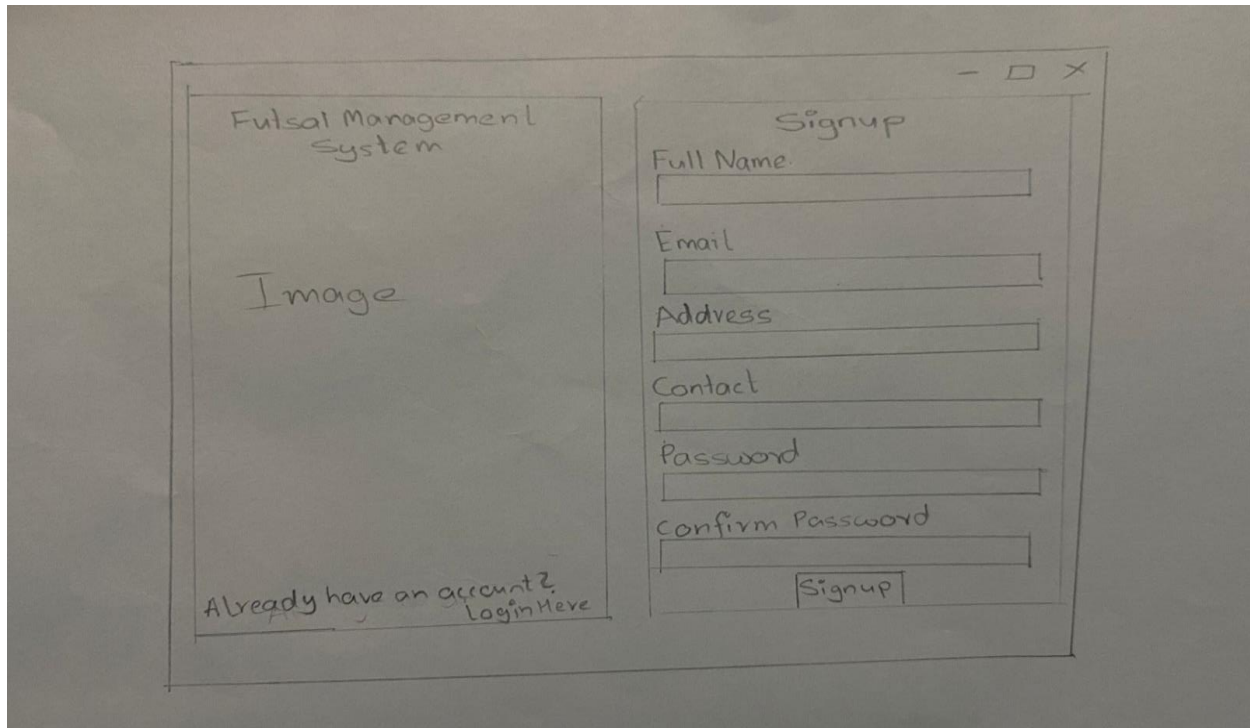 Futsal Management
System
Image
Already have an account?
Login Here
Signup
Full Name
Email
Address
Contact
Password
Confirm Password
Signup